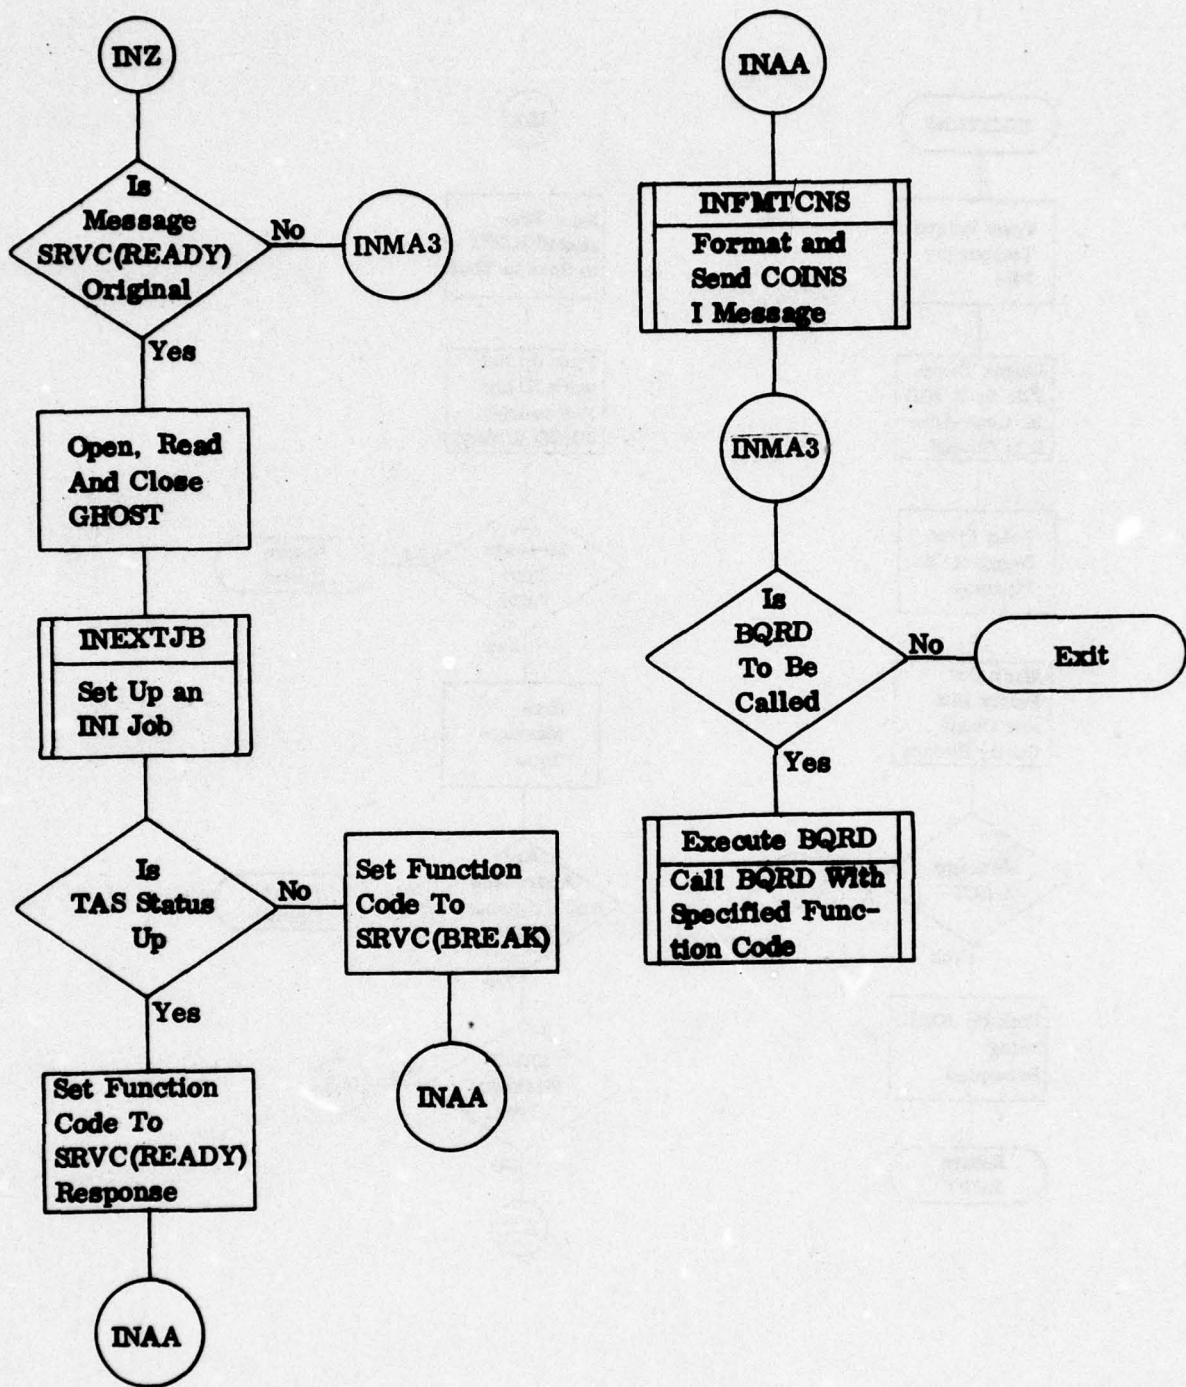 INZ
Is
Message
SRVC(READY)
Original
No
INMA3
Yes
Open, Read
And Close
GHOST
INEXTJB
Set Up an
INI Job
Is
TAS Status
Up
No
Set Function
Code To
SRVC(BREAK)
INAA
Yes
Set Function
Code To
SRVC(READY)
Response
INAA
INAA
INFMTCNS
Format and
Send COINS
I Message
INMA3
Is
BQRD
To Be
Called
No
Exit
Yes
Execute BQRD
Call BQRD With
Specified Func-
tion Code